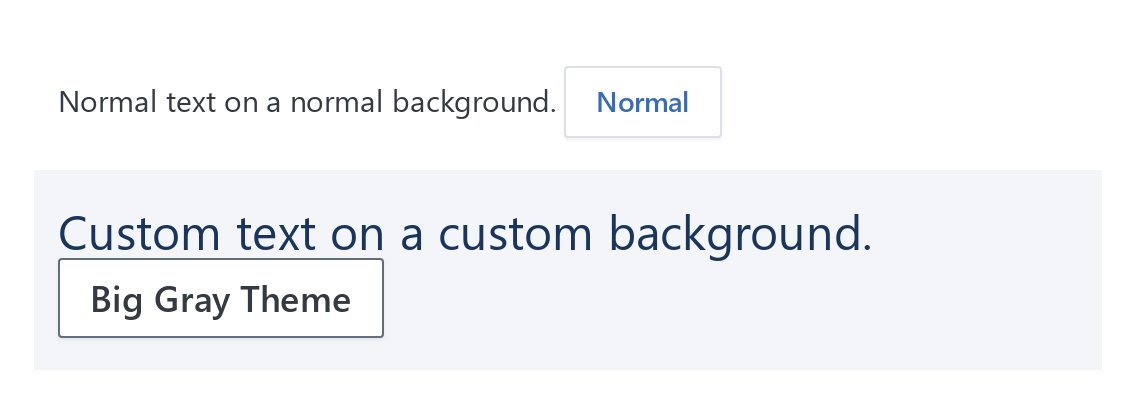 Normal text on a normal background. Normal
Custom text on a custom background.
Big Gray Theme